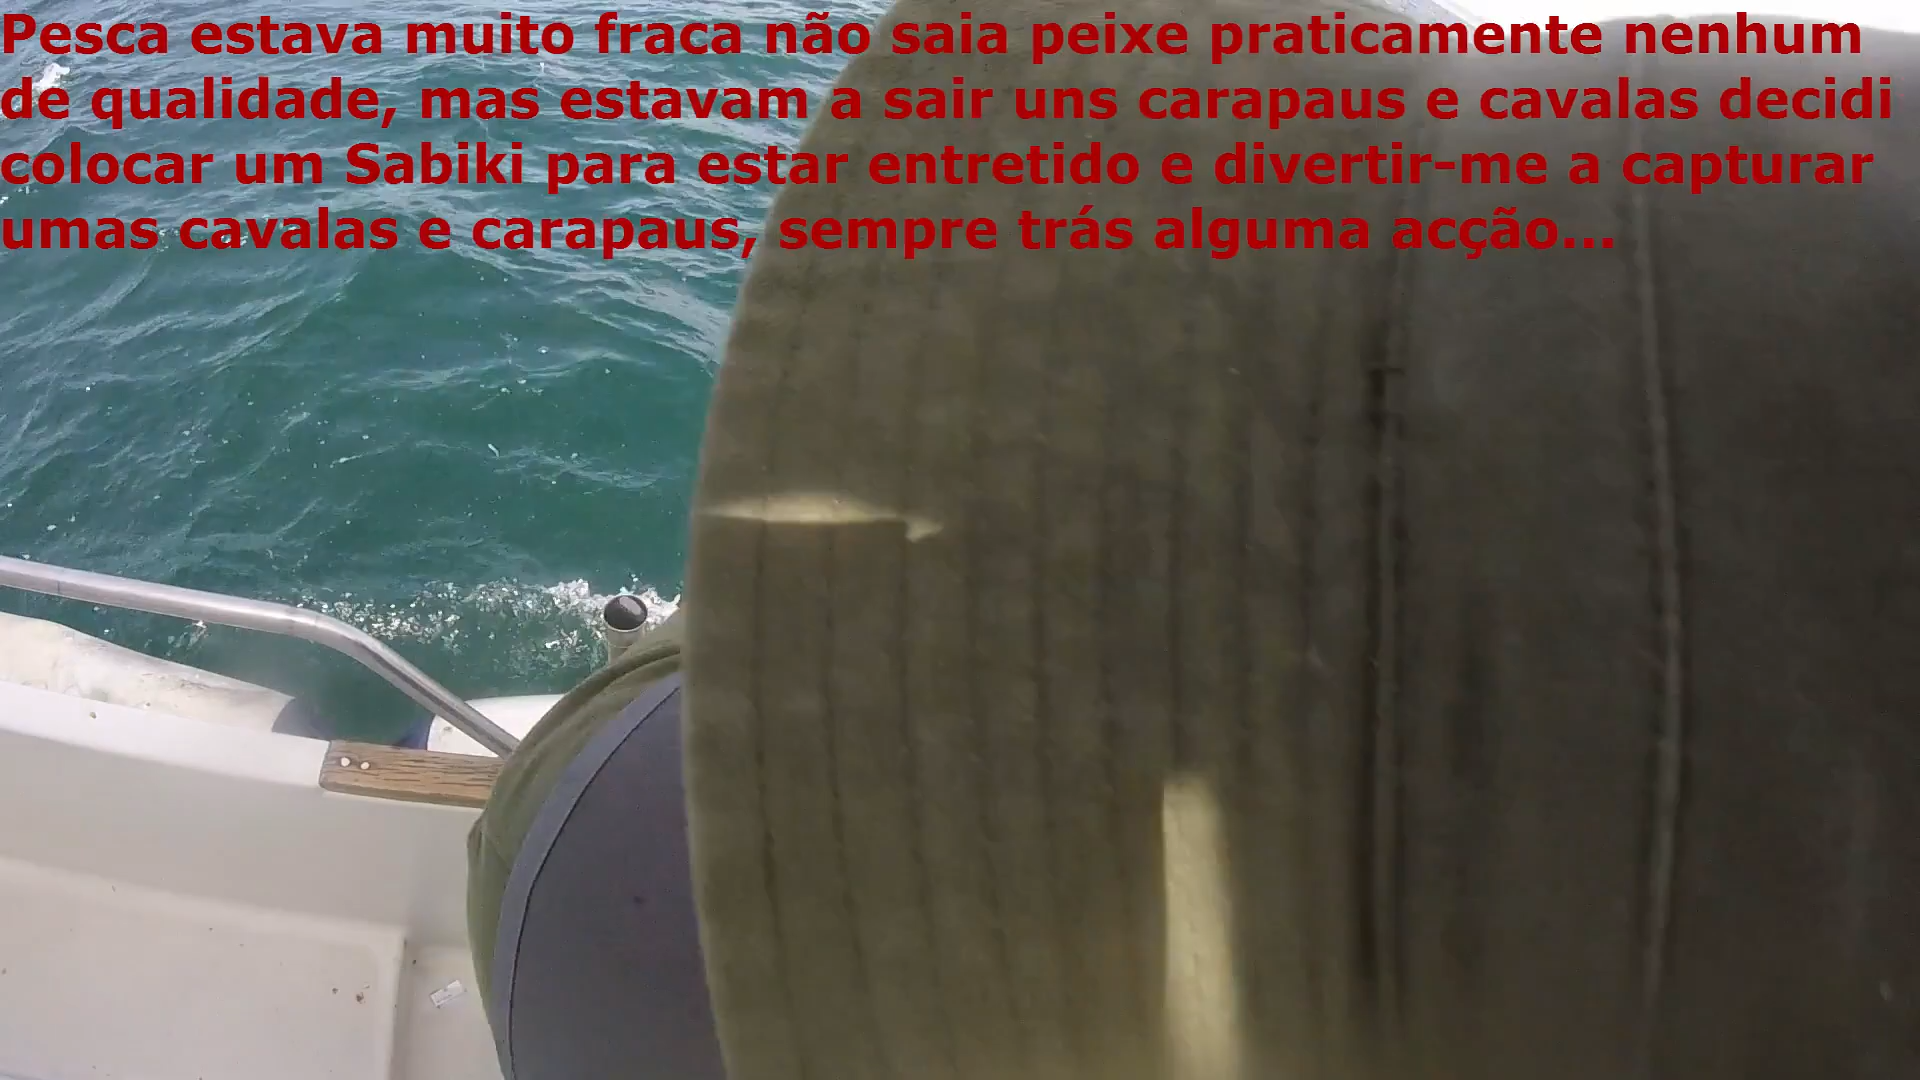 Pesca estava muito fraca não saia peixe praticamente nenhum
de qualidade, mas estavam a sair uns carapaus e cavalas decidi
colocar um Sabiki para estar entretido e divertir-me a capturar
umas cavalas e carapaus, sempre trás alguma acção...